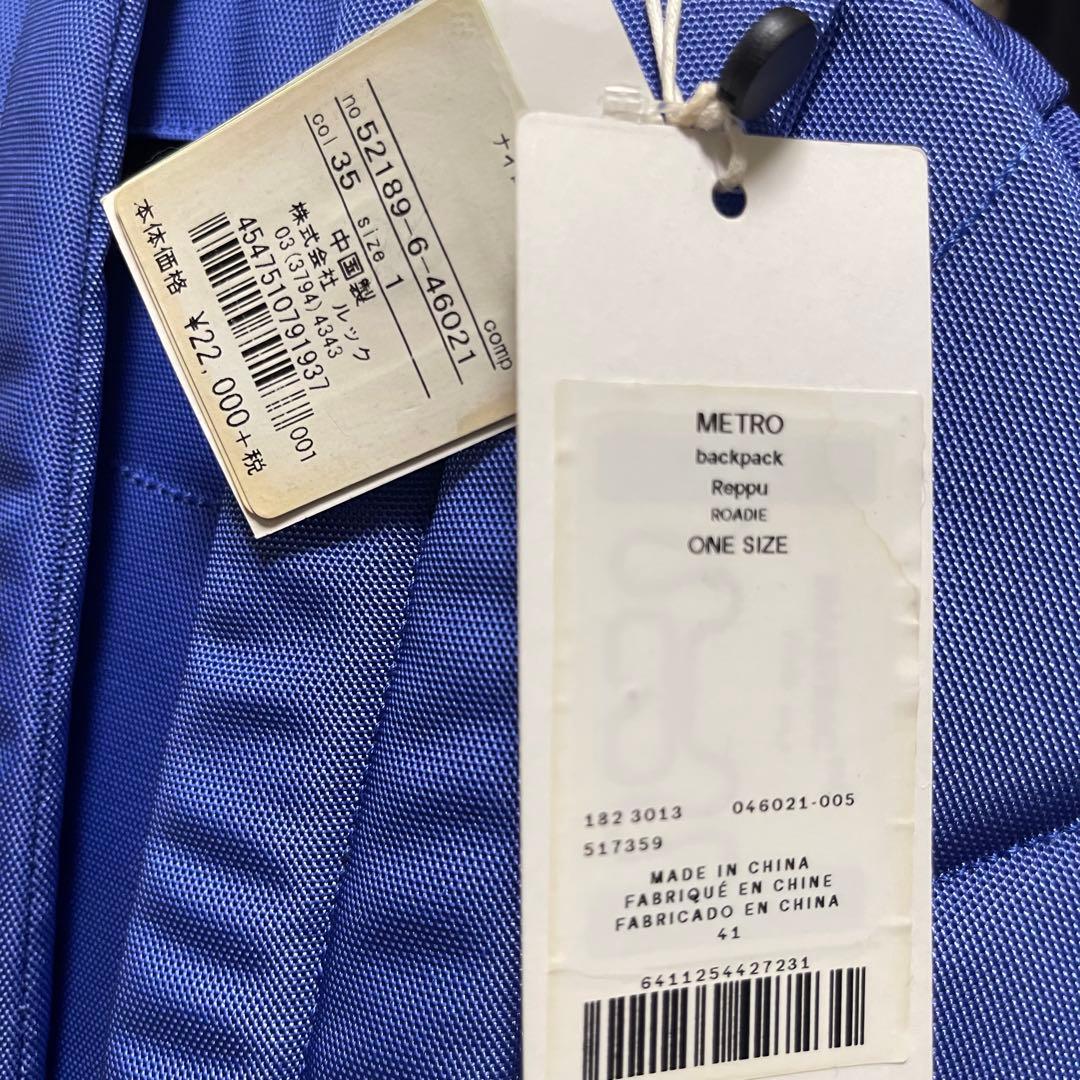 ナイ
comp
no 52189-6-46021
col 35 size 1
中国製
株式会社 ルック
03(3794)4343
4547510791937
001
本体価格 ¥22,000+税
METRO
backpack
Reppu
ROADIE
ONE SIZE
182 3013 046021-005
517359
MADE IN CHINA
FABRIQUÉ EN CHINE
FABRICADO EN CHINA
41
6411254427231